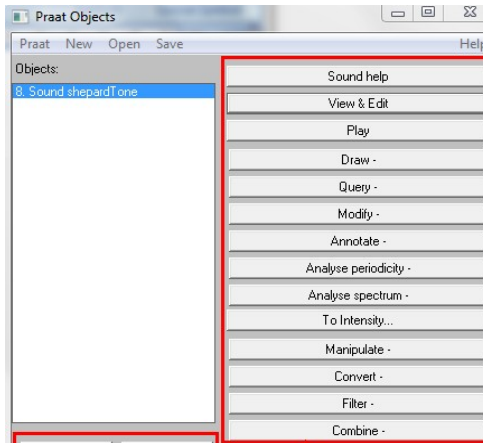 Praat Objects
Praat New Open Save Help
Objects:
8. Sound shepardTone
Sound help
View & Edit
Play
Draw -
Query -
Modify -
Annotate -
Analyse periodicity -
Analyse spectrum -
To Intensity...
Manipulate -
Convert -
Filter -
Combine -